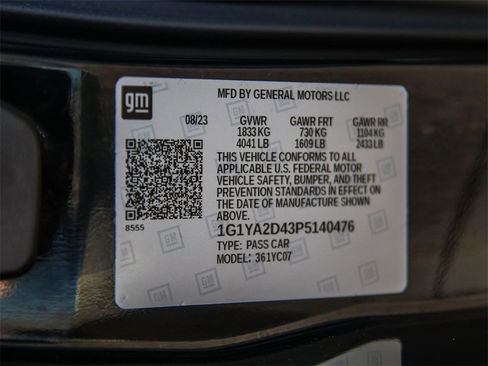 gm
MFD BY GENERAL MOTORS LLC
08/23 GVWR GAWR FRT GAWR RR
1833 KG 730 KG 1104 KG
4041 LB 1609 LB 2433 LB
THIS VEHICLE CONFORMS TO ALL
APPLICABLE U.S. FEDERAL MOTOR
VEHICLE SAFETY, BUMPER, AND THEFT
PREVENTION STANDARDS IN EFFECT ON
THE DATE OF MANUFACTURE SHOWN
ABOVE.
8555 1G1YA2D43P5140476
TYPE: PASS CAR
MODEL: 361YC07